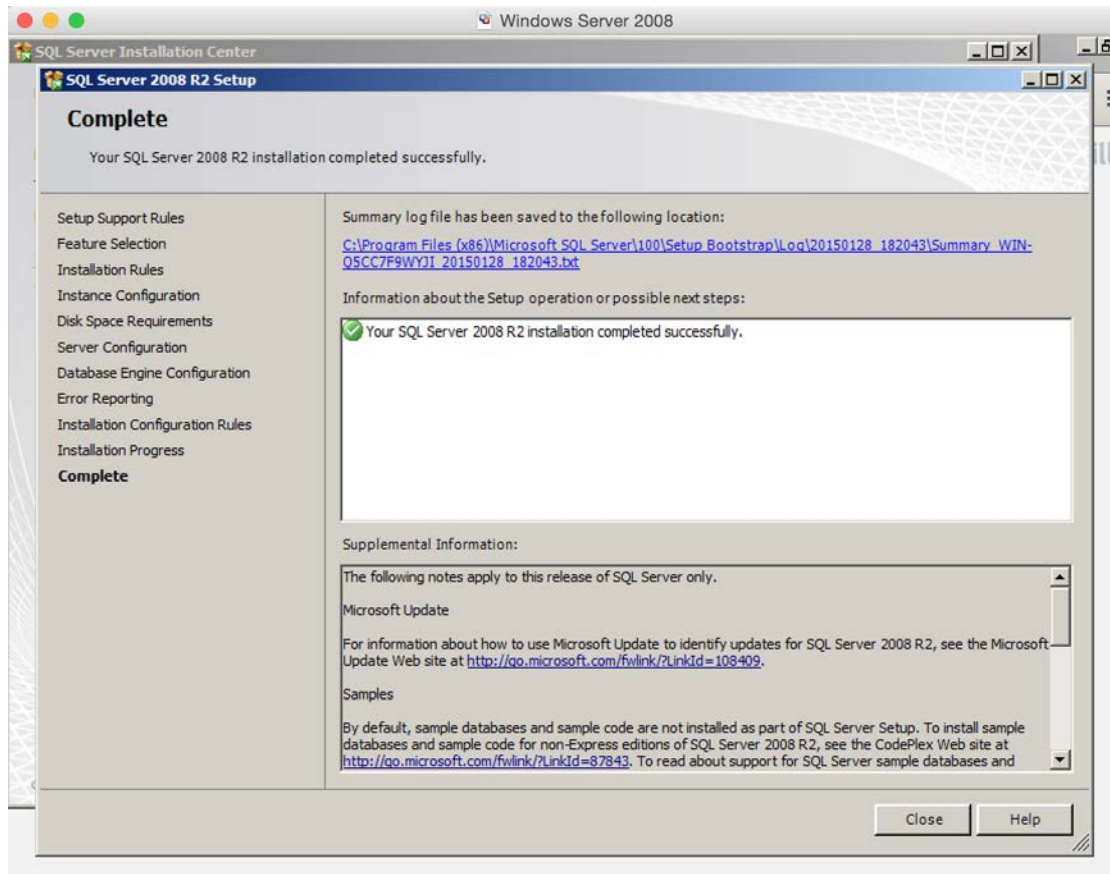 Windows Server 2008
SQL Server Installation Center
SQL Server 2008 R2 Setup
Complete
Your SQL Server 2008 R2 installation completed successfully.
Setup Support Rules
Feature Selection
Installation Rules
Instance Configuration
Disk Space Requirements
Server Configuration
Database Engine Configuration
Error Reporting
Installation Configuration Rules
Installation Progress
Complete
Summary log file has been saved to the following location:
C:\Program Files (x86)\Microsoft SQL Server\100\Setup Bootstrap\Log\20150128_182043\Summary_WIN-
Q5CC7F9WYJI_20150128_182043.txt
Information about the Setup operation or possible next steps:
Your SQL Server 2008 R2 installation completed successfully.
Supplemental Information:
The following notes apply to this release of SQL Server only.
Microsoft Update
For information about how to use Microsoft Update to identify updates for SQL Server 2008 R2, see the Microsoft
Update Web site at http://go.microsoft.com/fwlink/?LinkId=108409.
Samples
By default, sample databases and sample code are not installed as part of SQL Server Setup. To install sample
databases and sample code for non-Express editions of SQL Server 2008 R2, see the CodePlex Web site at
http://go.microsoft.com/fwlink/?LinkId=87843. To read about support for SQL Server sample databases and
Close
Help